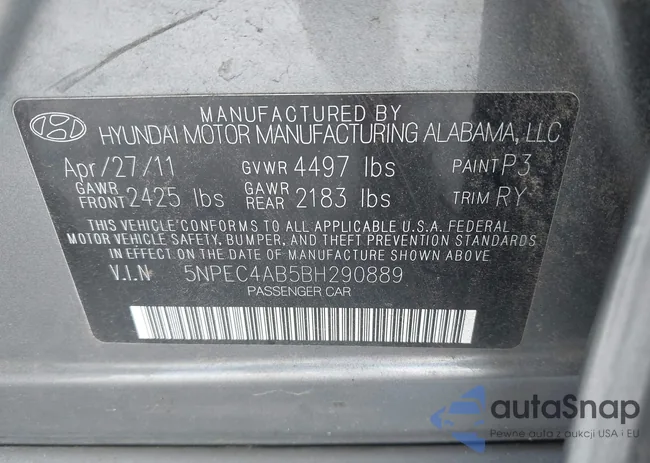 MANUFACTURED BY
HYUNDAI MOTOR MANUFACTURING ALABAMA, LLC
Apr/27/11 GVWR 4497 lbs PAINT P3
GAWR FRONT 2425 lbs GAWR REAR 2183 lbs TRIM RY
THIS VEHICLE CONFORMS TO ALL APPLICABLE U.S.A. FEDERAL
MOTOR VEHICLE SAFETY, BUMPER, AND THEFT PREVENTION STANDARDS
IN EFFECT ON THE DATE OF MANUFACTURE SHOWN ABOVE
V.I.N 5NPEC4AB5BH290889
PASSENGER CAR
autaSnap
Pewne auta z aukcji USA i EU